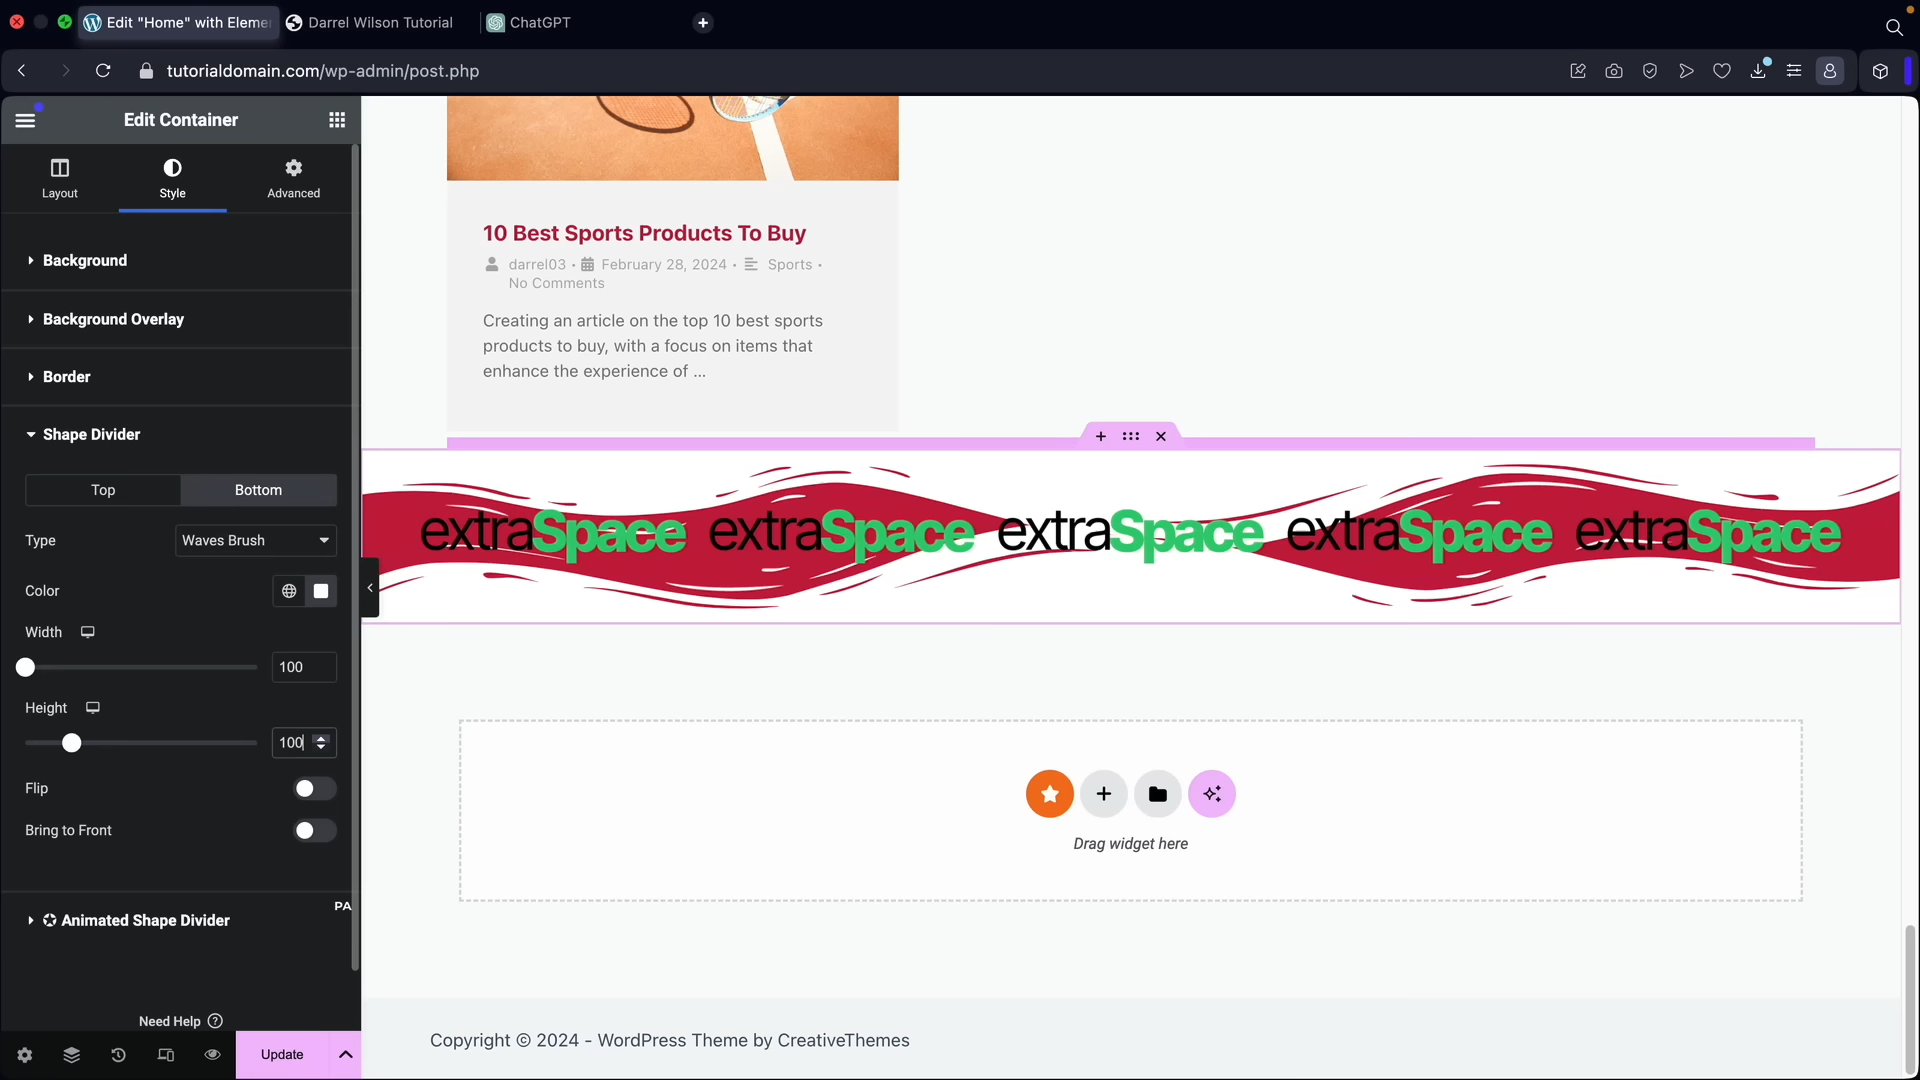 Edit "Home" with Eleme
Darrel Wilson Tutorial
ChatGPT
tutorialdomain.com/wp-admin/post.php
Edit Container
Layout
Style
Advanced
Background
Background Overlay
Border
Shape Divider
Top
Bottom
Type
Waves Brush
Color
Width
100
Height
100
Flip
Bring to Front
PA
Animated Shape Divider
Need Help
Update
10 Best Sports Products To Buy
darrel03 • February 28, 2024 • Sports •
No Comments
Creating an article on the top 10 best sports
products to buy, with a focus on items that
enhance the experience of ...
extraSpace extraSpace extraSpace extraSpace extraSpace
Drag widget here
Copyright © 2024 - WordPress Theme by CreativeThemes